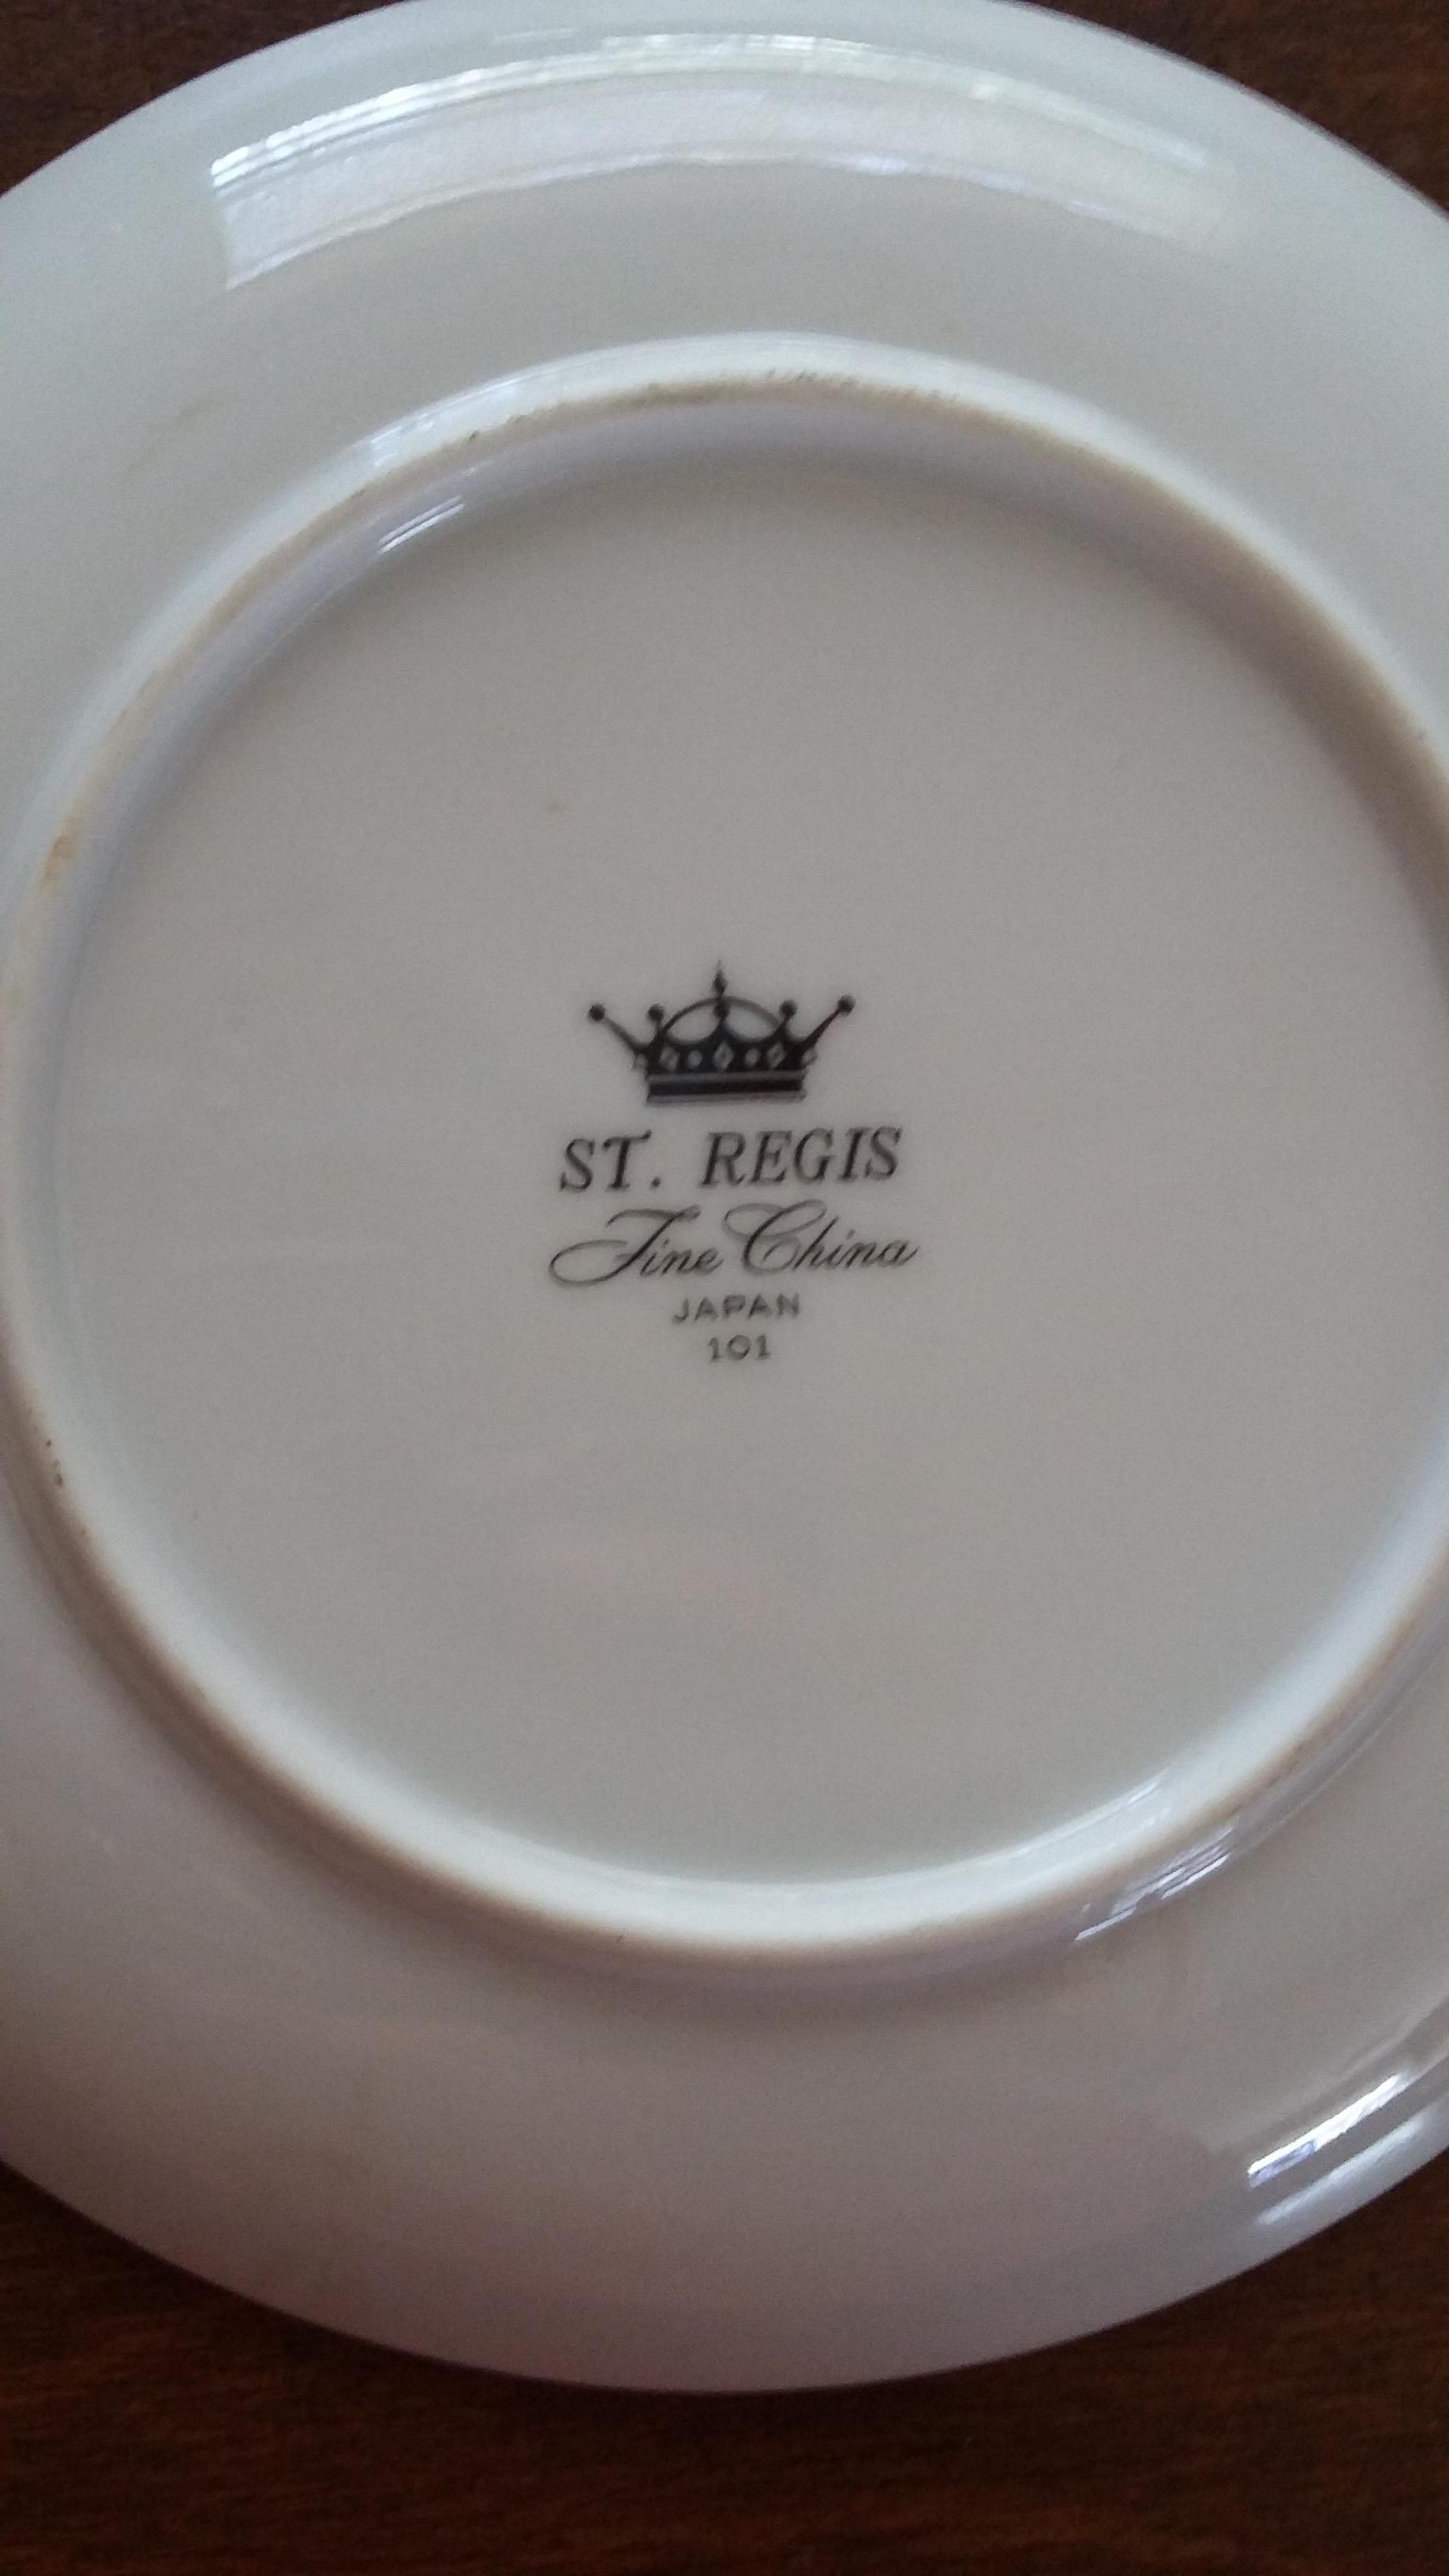 ST. REGIS
Fine China
JAPAN
101